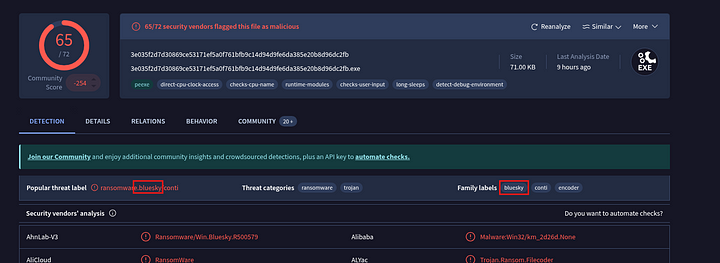 65
/ 72
Community
Score
-254
65/72 security vendors flagged this file as malicious
Reanalyze
Similar
More
3e035f2d7d30869ce53171ef5a0f761bfb9c14d94d9fe6da385e20b8d96dc2fb
3e035f2d7d30869ce53171ef5a0f761bfb9c14d94d9fe6da385e20b8d96dc2fb.exe
Size
71.00 KB
Last Analysis Date
9 hours ago
EXE
peexe
direct-cpu-clock-access
checks-cpu-name
runtime-modules
checks-user-input
long-sleeps
detect-debug-environment
DETECTION
DETAILS
RELATIONS
BEHAVIOR
COMMUNITY 20+
Join our Community and enjoy additional community insights and crowdsourced detections, plus an API key to automate checks.
Popular threat label ransomware.bluesky/conti
Threat categories ransomware trojan
Family labels bluesky conti encoder
Security vendors' analysis
Do you want to automate checks?
AhnLab-V3
Ransomware/Win.Bluesky.R500579
Alibaba
Malware:Win32/km_2d26d.None
AliCloud
RansomWare
ALYac
Trojan.Ransom.Filecoder